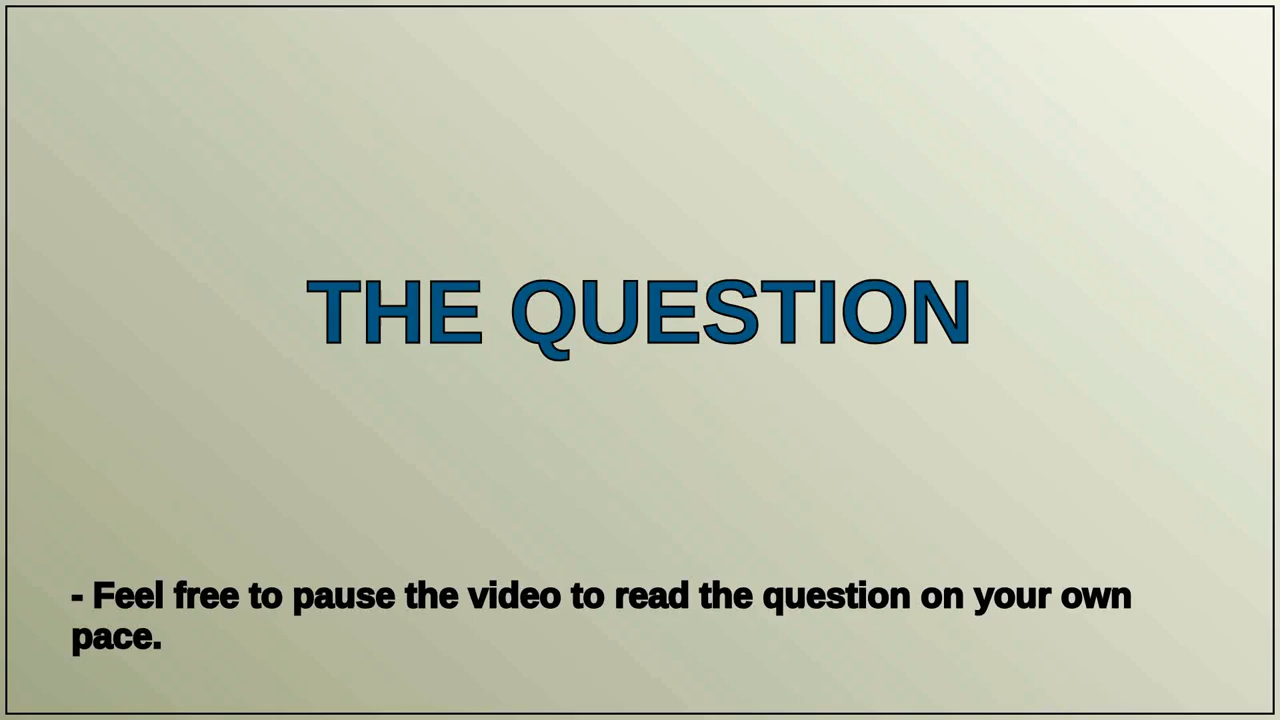 THE QUESTION
- Feel free to pause the video to read the question on your own
pace.